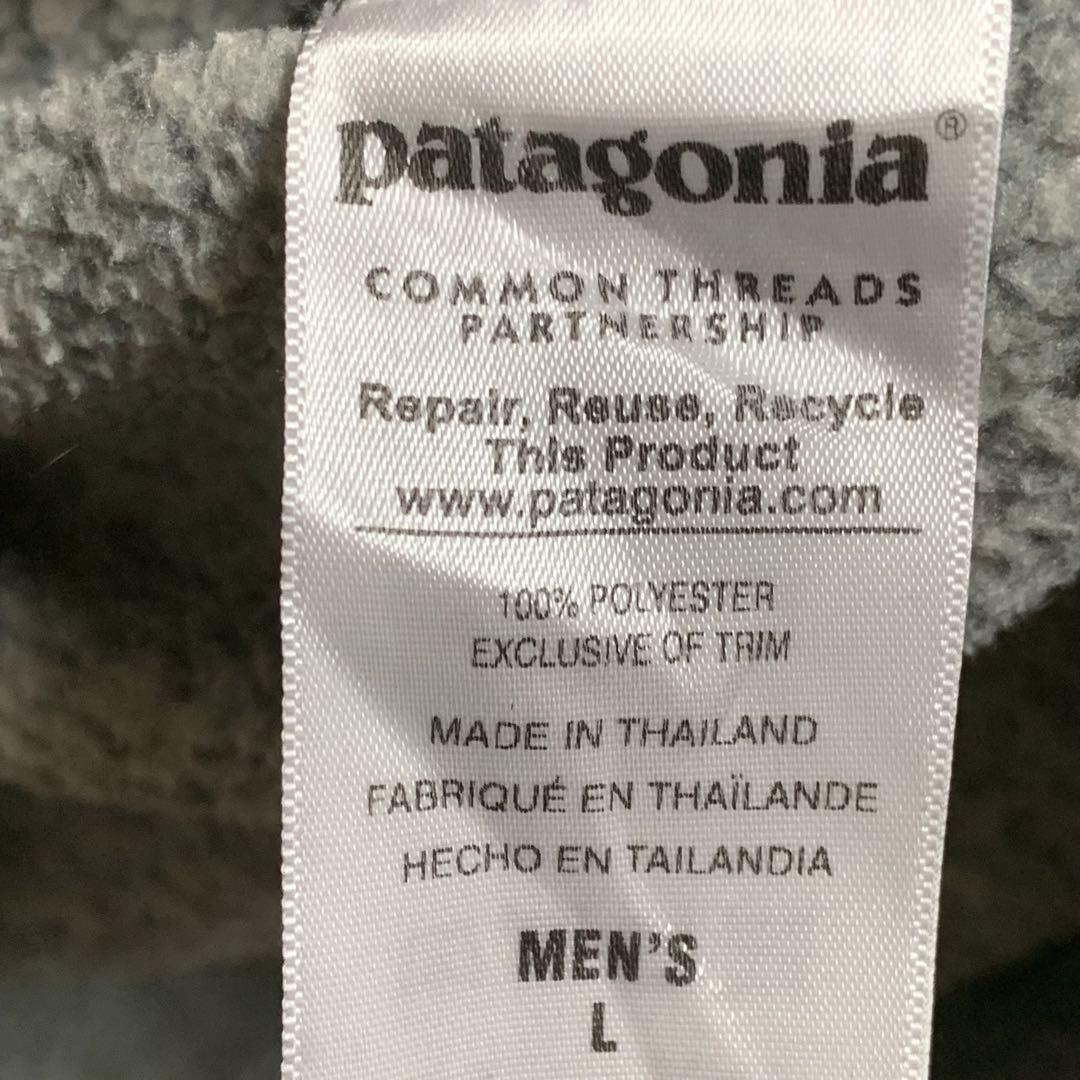 patagonia®
COMMON THREADS
PARTNERSHIP
Repair, Reuse, Recycle
This Product
www.patagonia.com
100% POLYESTER
EXCLUSIVE OF TRIM
MADE IN THAILAND
FABRIQUÉ EN THAÏLANDE
HECHO EN TAILANDIA
MEN'S
L